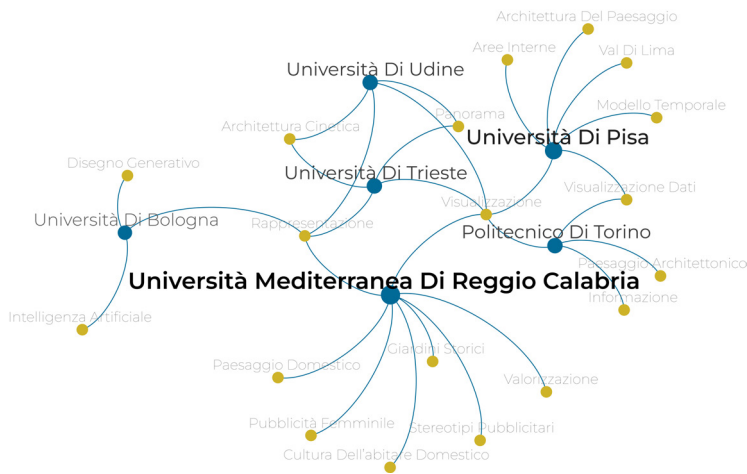 Architettura Del Paesaggio
Aree Interne
Val Di Lima
Università Di Udine
Modello Temporale
Panorama
Architettura Cinetica
Università Di Pisa
Disegno Generativo
Università Di Trieste
Visualizzazione Dati
Visualizzazione
Università Di Bologna
Rappresentazione
Politecnico Di Torino
Paesaggio Architettonico
Università Mediterranea Di Reggio Calabria
Informazione
Intelligenza Artificiale
Giardini Storici
Paesaggio Domestico
Valorizzazione
Pubblicità Femminile
Stereotipi Pubblicitari
Cultura Dell'abitare Domestico